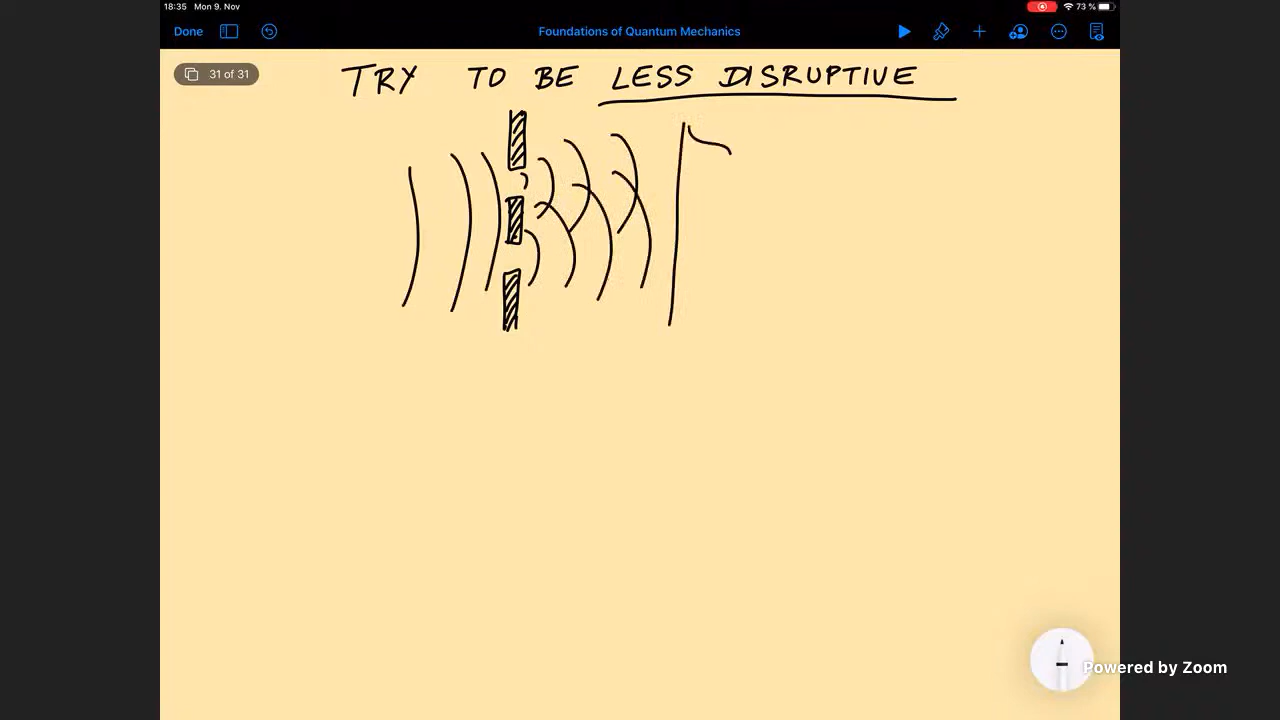 18:35 Mon 9. Nov
73 %
Done
Foundations of Quantum Mechanics
31 of 31
TRY TO BE LESS DISRUPTIVE
Powered by Zoom